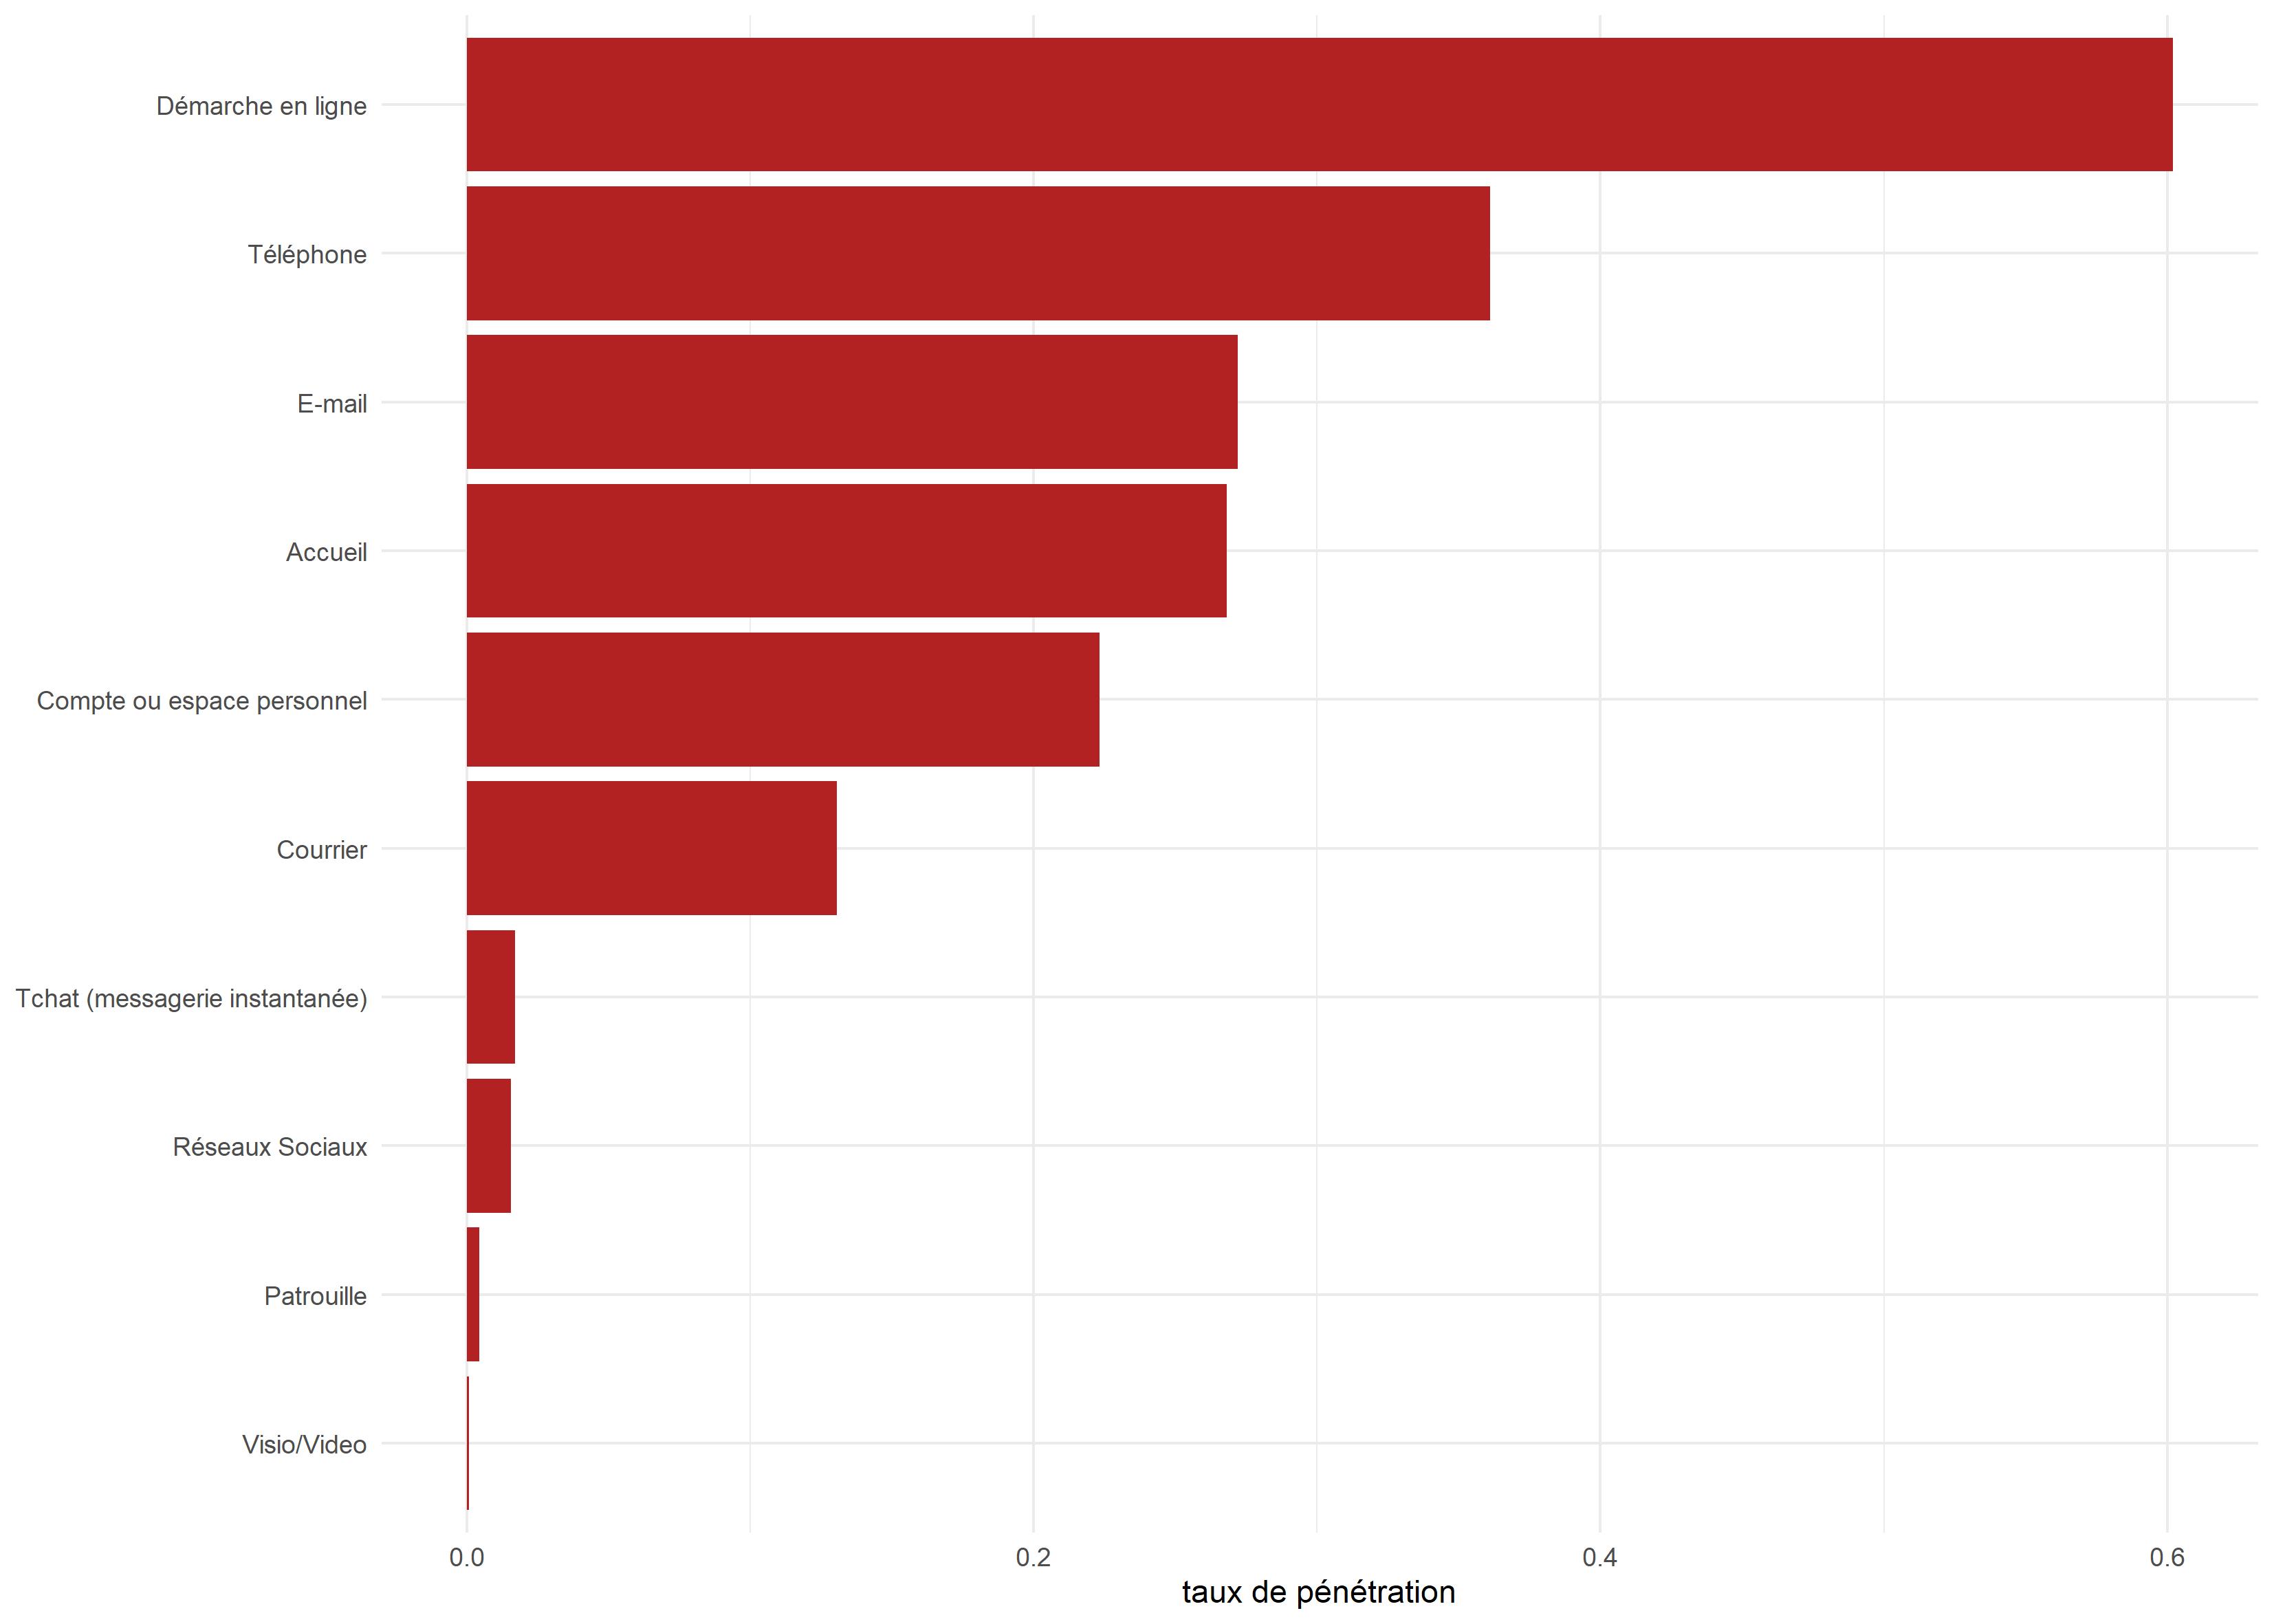 Démarche en ligne
Téléphone
E-mail
Accueil
Compte ou espace personnel
Courrier
Tchat (messagerie instantanée)
Réseaux Sociaux
Patrouille
Visio/Video
0.0 0.2 0.4 0.6
taux de pénétration